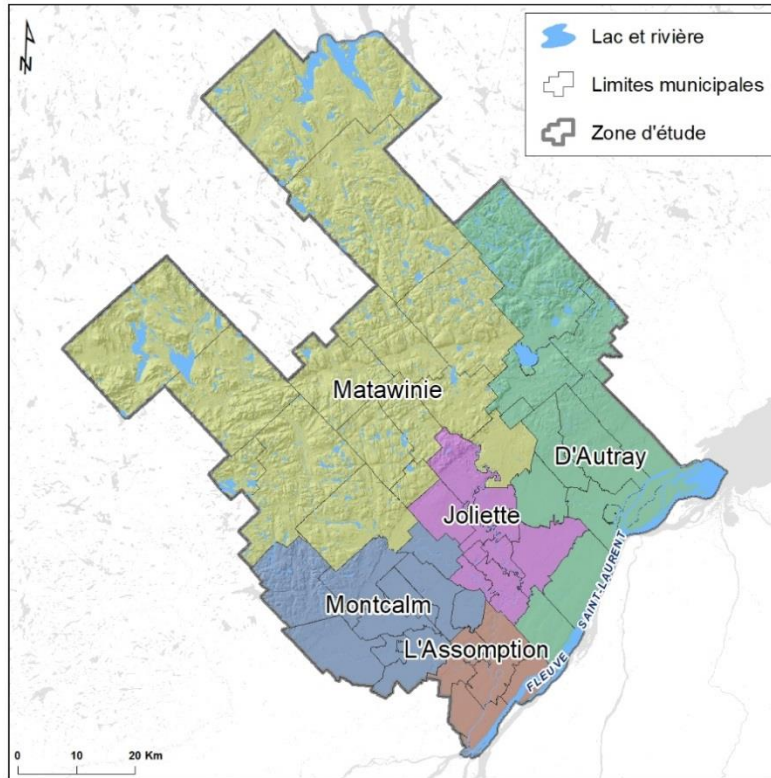 N
Lac et rivière
Limites municipales
Zone d'étude
Matawinie
D'Autray
Joliette
Montcalm
L'Assomption
FLEUVE SAINT-LAURENT
0 10 20 Km